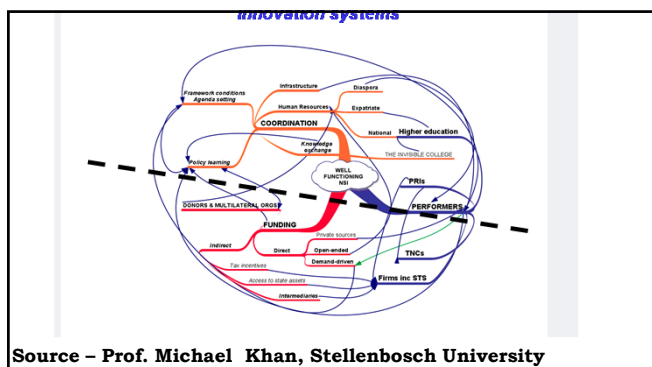 innovation systems
Framework conditions
Agenda setting
Infrastructure
Diaspora
Human Resources
Expatriate
COORDINATION
National
Higher education
Knowledge
exchange
THE INVISIBLE COLLEGE
Policy learning
WELL
FUNCTIONING
NSI
PRIs
DONORS & MULTILATERAL ORGS
PERFORMERS
FUNDING
Private sources
Indirect
Direct
Open-ended
TNCs
Tax incentives
Demand-driven
Access to state assets
Firms inc STS
Intermediaries
Source – Prof. Michael Khan, Stellenbosch University